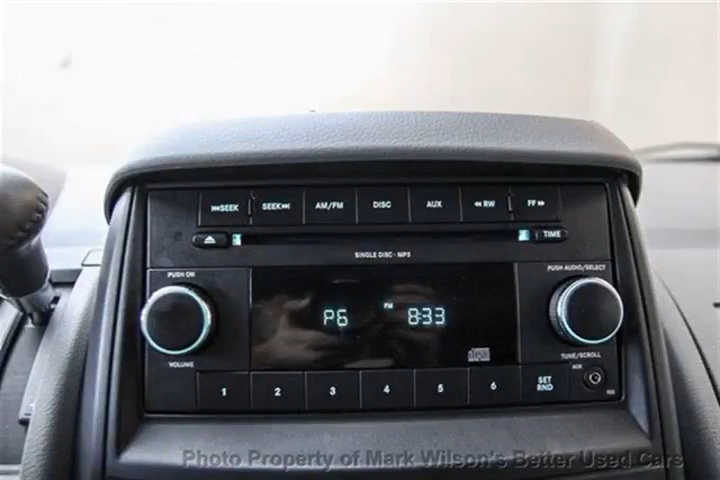 ⏮SEEK SEEK⏭ AM/FM DISC AUX ◀◀ RW FF ▶▶
TIME
SINGLE DISC - MP3
PUSH ON
PUSH AUDIO/SELECT
FM
P6 8:33
VOLUME
TUNE/SCROLL
AUX
1 2 3 4 5 6 SET
RND
Photo Property of Mark Wilson's Better Used Cars